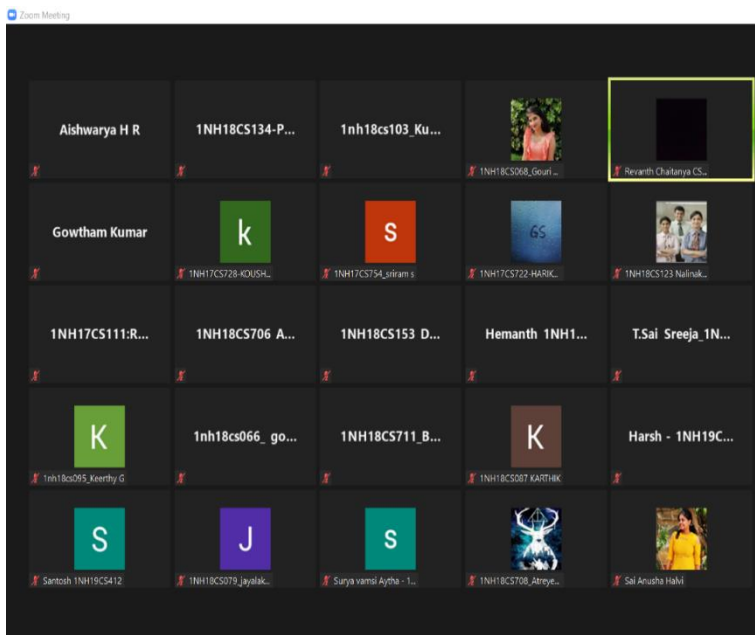 Zoom Meeting
Aishwarya H R
1NH18CS134-P...
1nh18cs103_Ku...
1NH18CS068_Gouri ...
Revanth Chaitanya CS...
Gowtham Kumar
k
1NH17CS728-KOUSH...
s
1NH17CS754_sriram s
GS
1NH17CS722-HARIK...
1NH18CS123 Nalinak...
1NH17CS111:R...
1NH18CS706 A...
1NH18CS153 D...
Hemanth 1NH1...
T.Sai Sreeja_1N...
K
1nh18cs095_Keerthy G
1nh18cs066_ go...
1NH18CS711_B...
K
1NH18CS087 KARTHIK
Harsh - 1NH19C...
S
Santosh 1NH19CS412
J
1NH18CS079_jayalak...
s
Surya vamsi Aytha - 1...
1NH18CS708_Atreye...
Sai Anusha Halvi